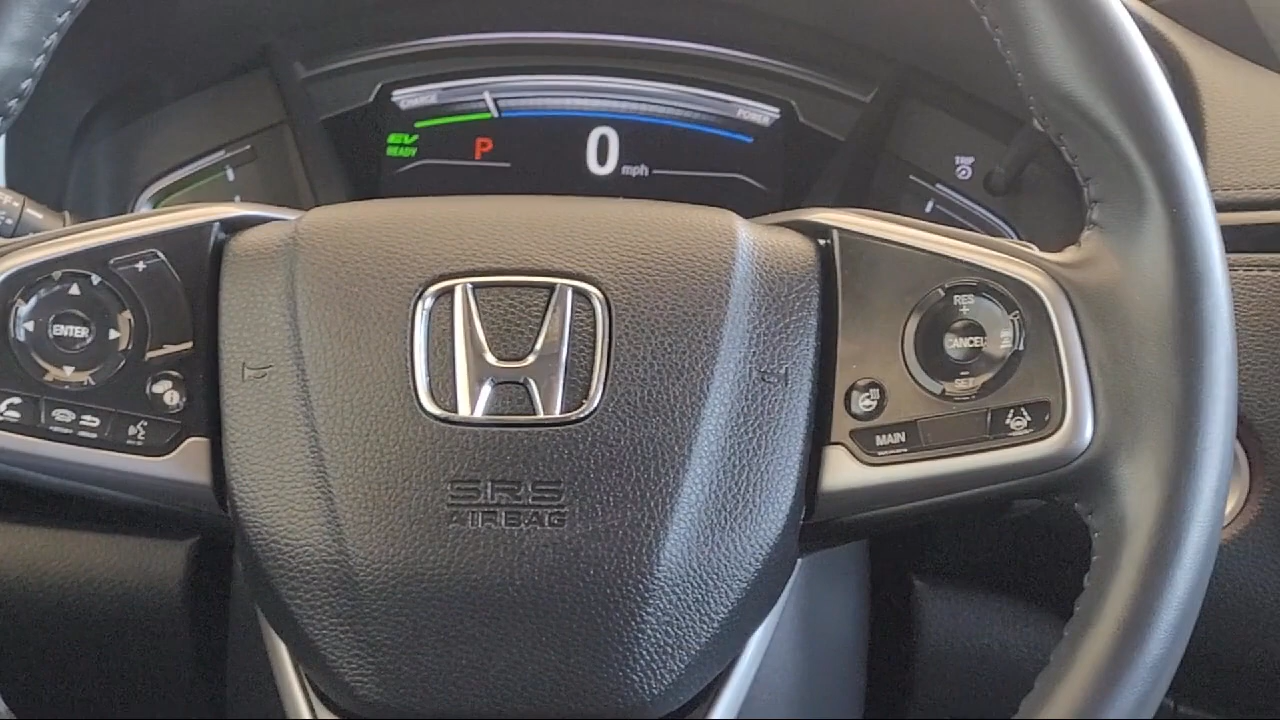 CHARGE
POWER
EV
READY
P
0 mph
TRIP
+
ENTER
RES
+
CANCEL
-
SET
MAIN
SRS
AIRBAG